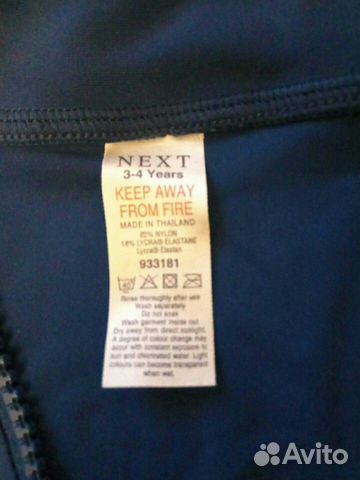 NEXT
3-4 Years
KEEP AWAY
FROM FIRE
MADE IN THAILAND
82% NYLON
18% LYCRA® ELASTANE
Lycra® Elastan
933181
40
Rinse thoroughly after use
Wash separately
Do not soak
Wash garment inside out
Dry away from direct sunlight.
A degree of colour change may
occur with constant exposure to
sun and chlorinated water. Light
colours can become transparent
when wet.
Avito